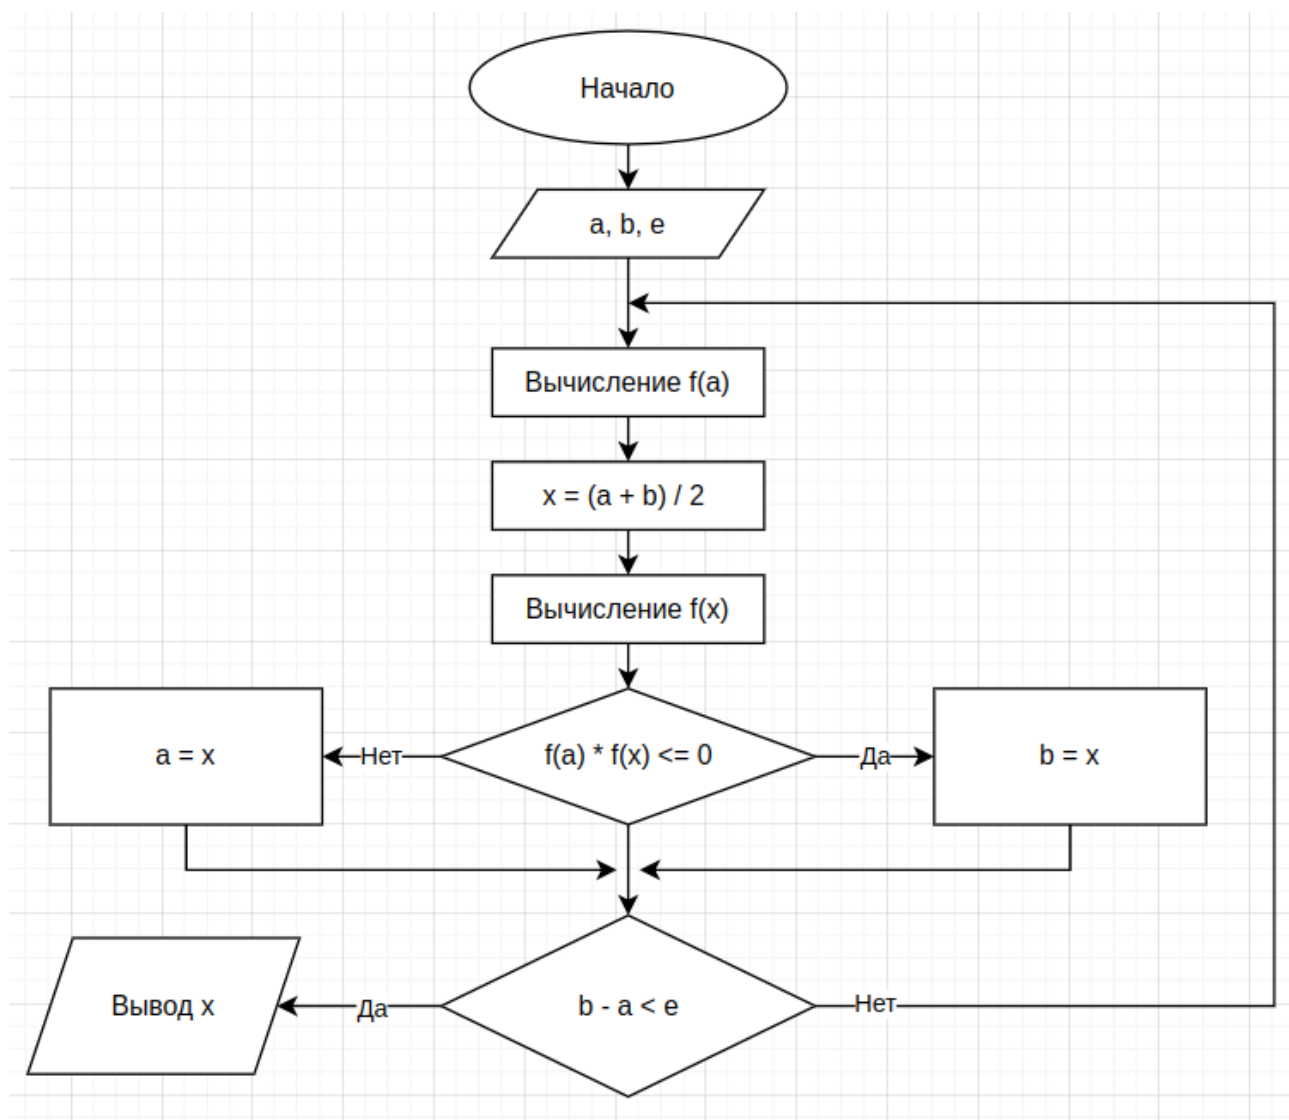 Начало
a, b, e
Вычисление f(a)
x = (a + b) / 2
Вычисление f(x)
a = x
Нет
f(a) * f(x) <= 0
Да
b = x
Вывод x
Да
b - a < e
Нет